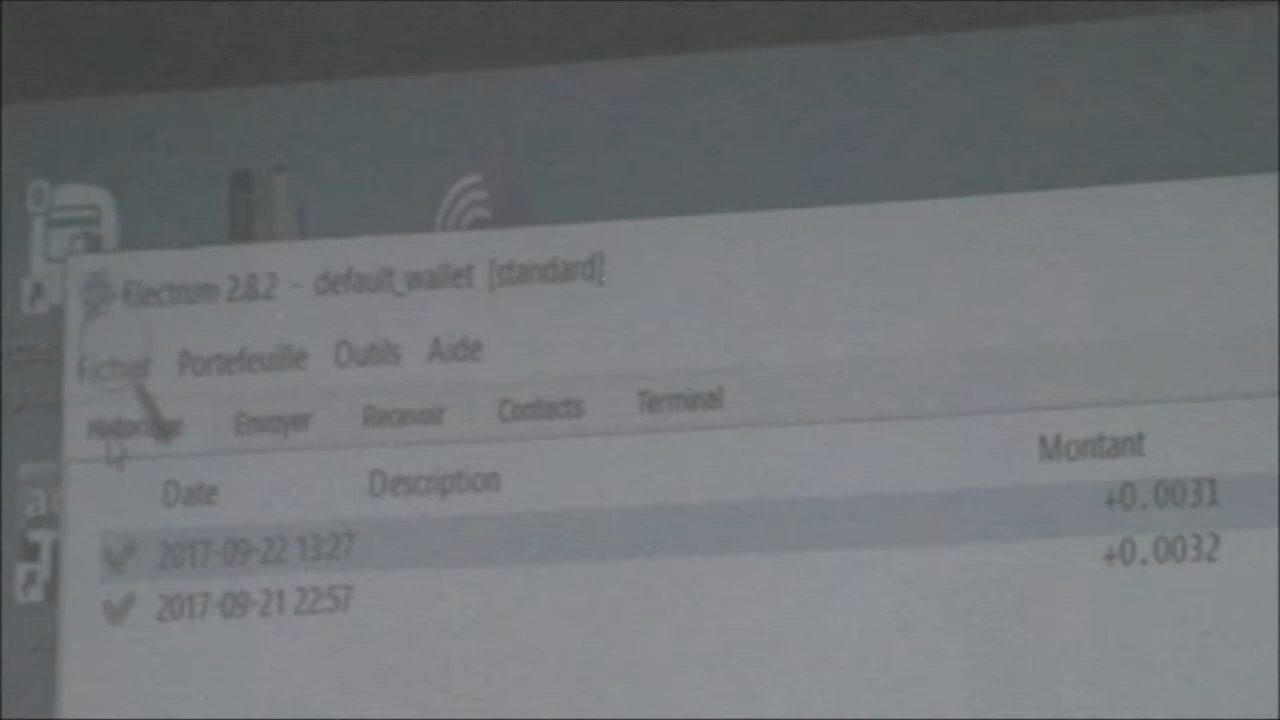 Electrum 2.8.2 - default_wallet [standard]
Fichier Portefeuille Outils Aide
Historique Envoyer Recevoir Contacts Terminal
Date Description Montant
2017-09-22 13:27 +0.0031
2017-09-21 22:57 +0.0032